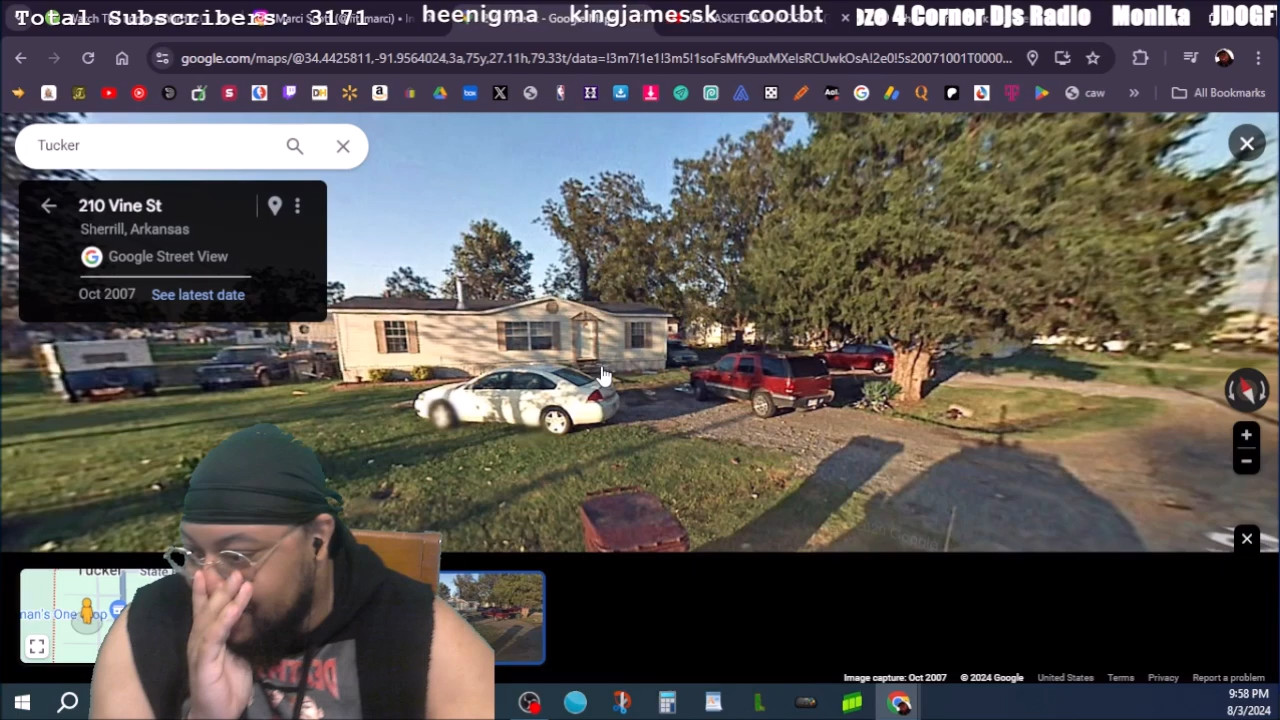 Total Subscribers - 3171
heenigma kingjamessk coolbt
4 Corner Djs Radio Monika JDOGF
google.com/maps/@34.4425811,-91.9564024,3a,75y,27.11h,79.33t/data=!3m7!1e1!3m5!1soFsMfv9uxMXelsRCUwkOsA!2e0!5s20071001T0000...
caw
All Bookmarks
Tucker
210 Vine St
Sherrill, Arkansas
Google Street View
Oct 2007 See latest date
Tucker State
Image capture: Oct 2007 © 2024 Google United States Terms Privacy Report a problem
9:58 PM
8/3/2024